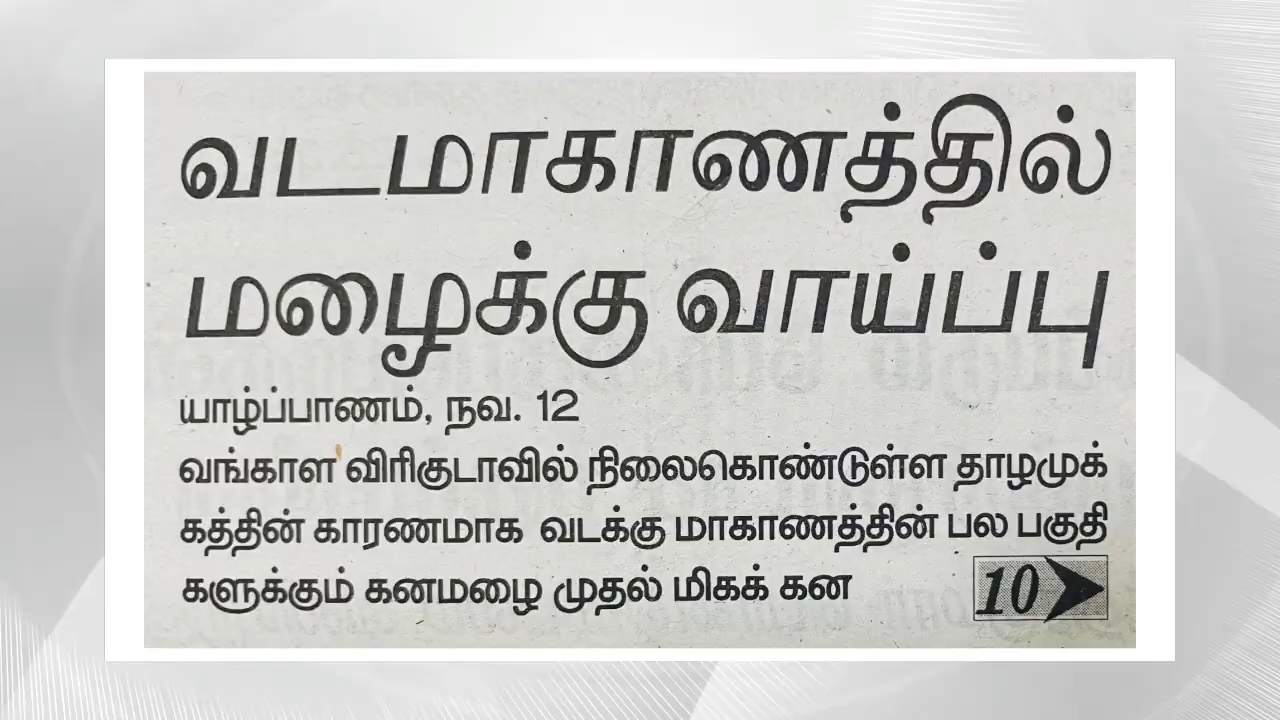 வடமாகாணத்தில்
மழைக்கு வாய்ப்பு
யாழ்ப்பாணம், நவ. 12
வங்காள விரிகுடாவில் நிலைகொண்டுள்ள தாழமுக்
கத்தின் காரணமாக வடக்கு மாகாணத்தின் பல பகுதி
களுக்கும் கனமழை முதல் மிகக் கன
10